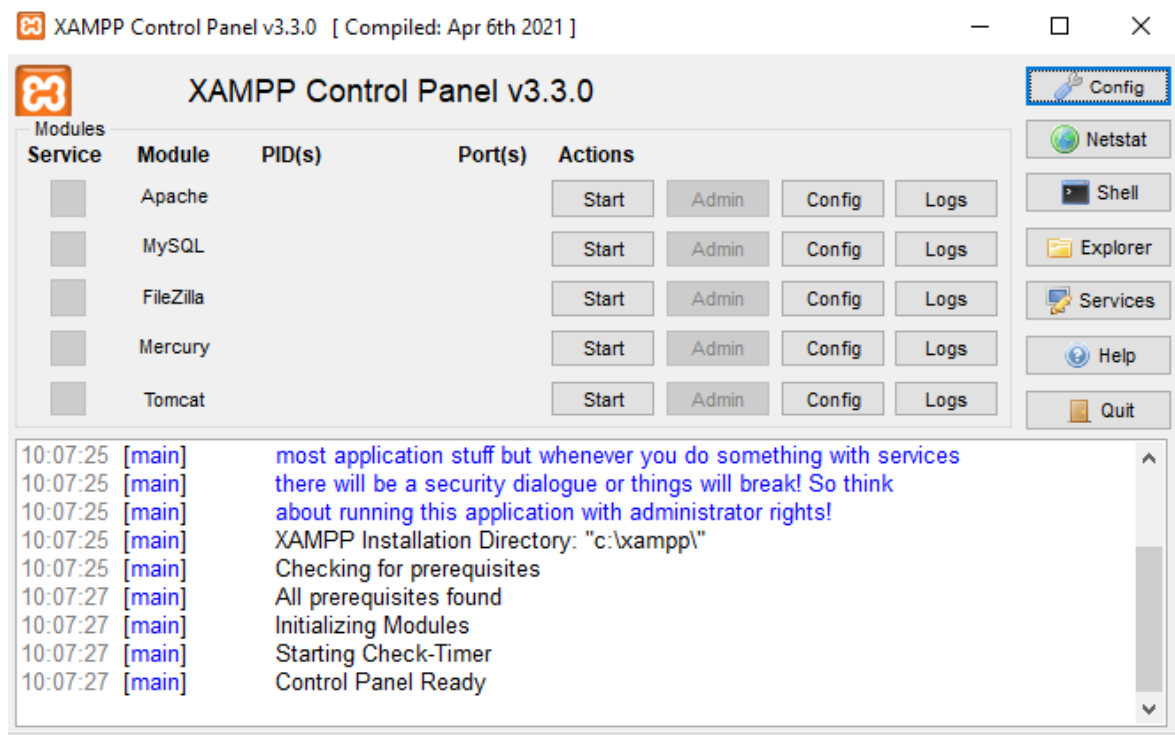 XAMPP Control Panel v3.3.0 [ Compiled: Apr 6th 2021 ]
XAMPP Control Panel v3.3.0
Config
Modules
Netstat
Service Module PID(s) Port(s) Actions
Apache Start Admin Config Logs
Shell
MySQL Start Admin Config Logs
Explorer
FileZilla Start Admin Config Logs
Services
Mercury Start Admin Config Logs
Help
Tomcat Start Admin Config Logs
Quit
10:07:25 [main] most application stuff but whenever you do something with services
10:07:25 [main] there will be a security dialogue or things will break! So think
10:07:25 [main] about running this application with administrator rights!
10:07:25 [main] XAMPP Installation Directory: "c:\xampp\"
10:07:25 [main] Checking for prerequisites
10:07:27 [main] All prerequisites found
10:07:27 [main] Initializing Modules
10:07:27 [main] Starting Check-Timer
10:07:27 [main] Control Panel Ready